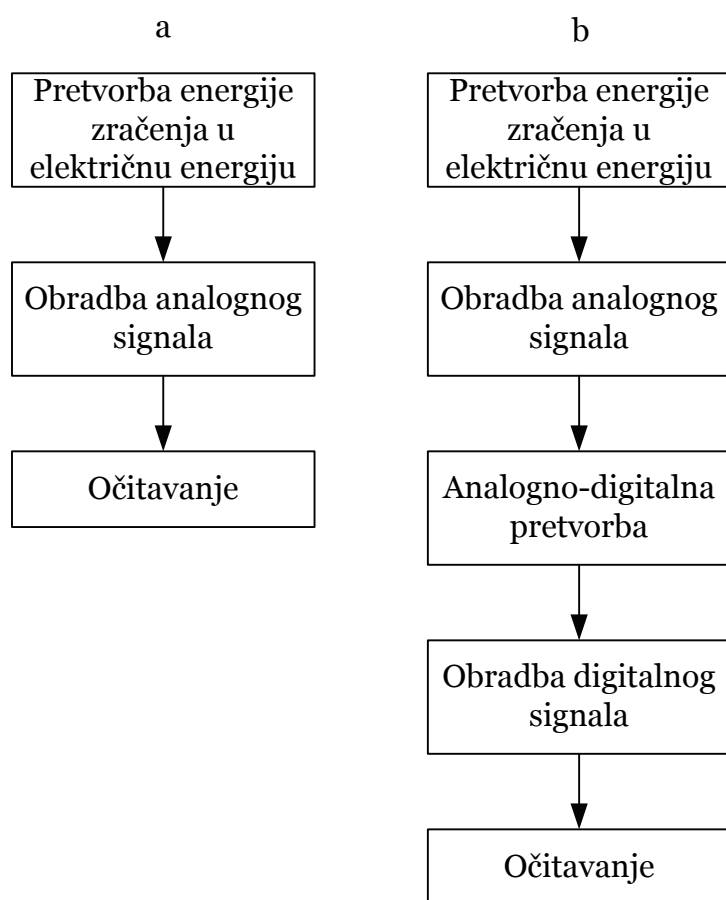 a
Pretvorba energije
zračenja u
električnu energiju
Obradba analognog
signala
Očitavanje
b
Pretvorba energije
zračenja u
električnu energiju
Obradba analognog
signala
Analogno-digitalna
pretvorba
Obradba digitalnog
signala
Očitavanje